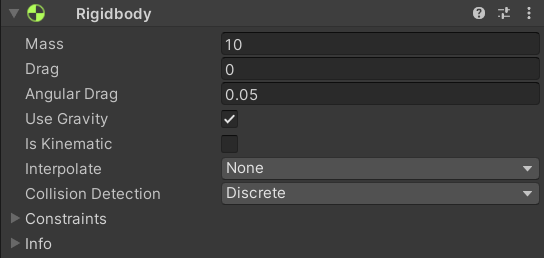 Rigidbody
Mass 10
Drag 0
Angular Drag 0.05
Use Gravity
Is Kinematic
Interpolate None
Collision Detection Discrete
Constraints
Info